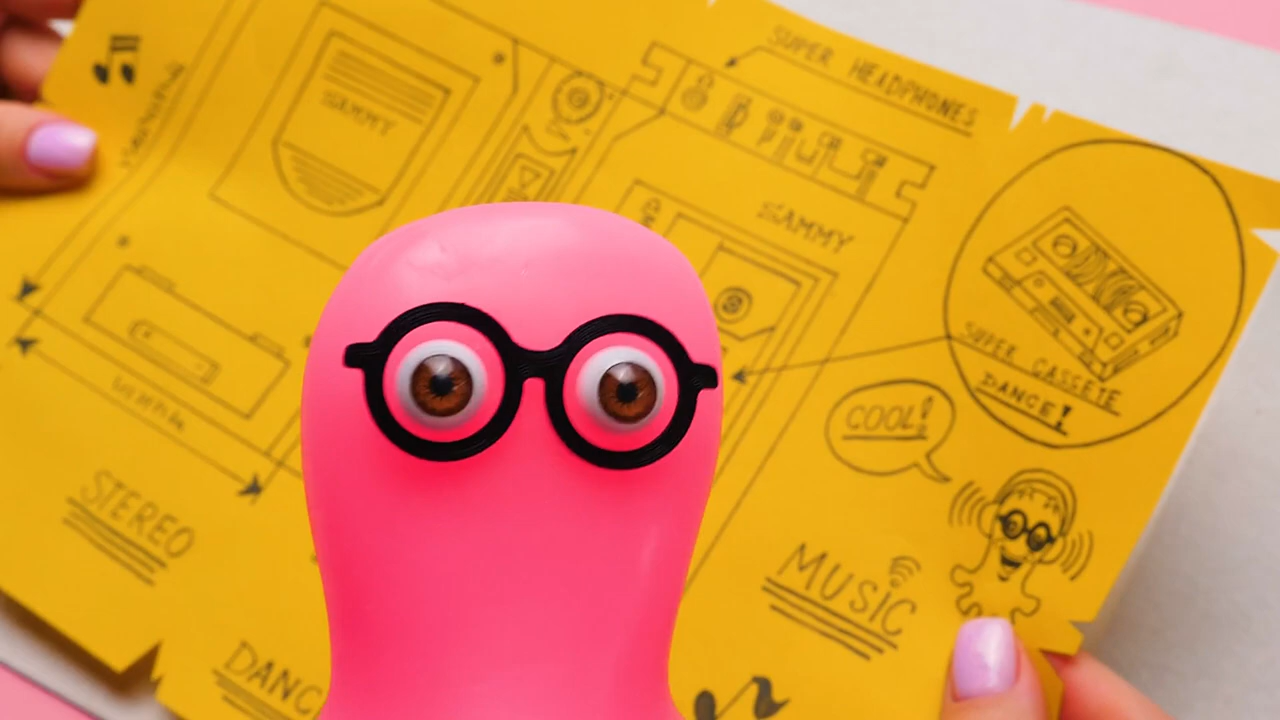 SUPER HEADPHONES
SAMMY
SAMMY
SUPER CASSETE
DANCE!
COOL!
STEREO
MUSIC
DANC